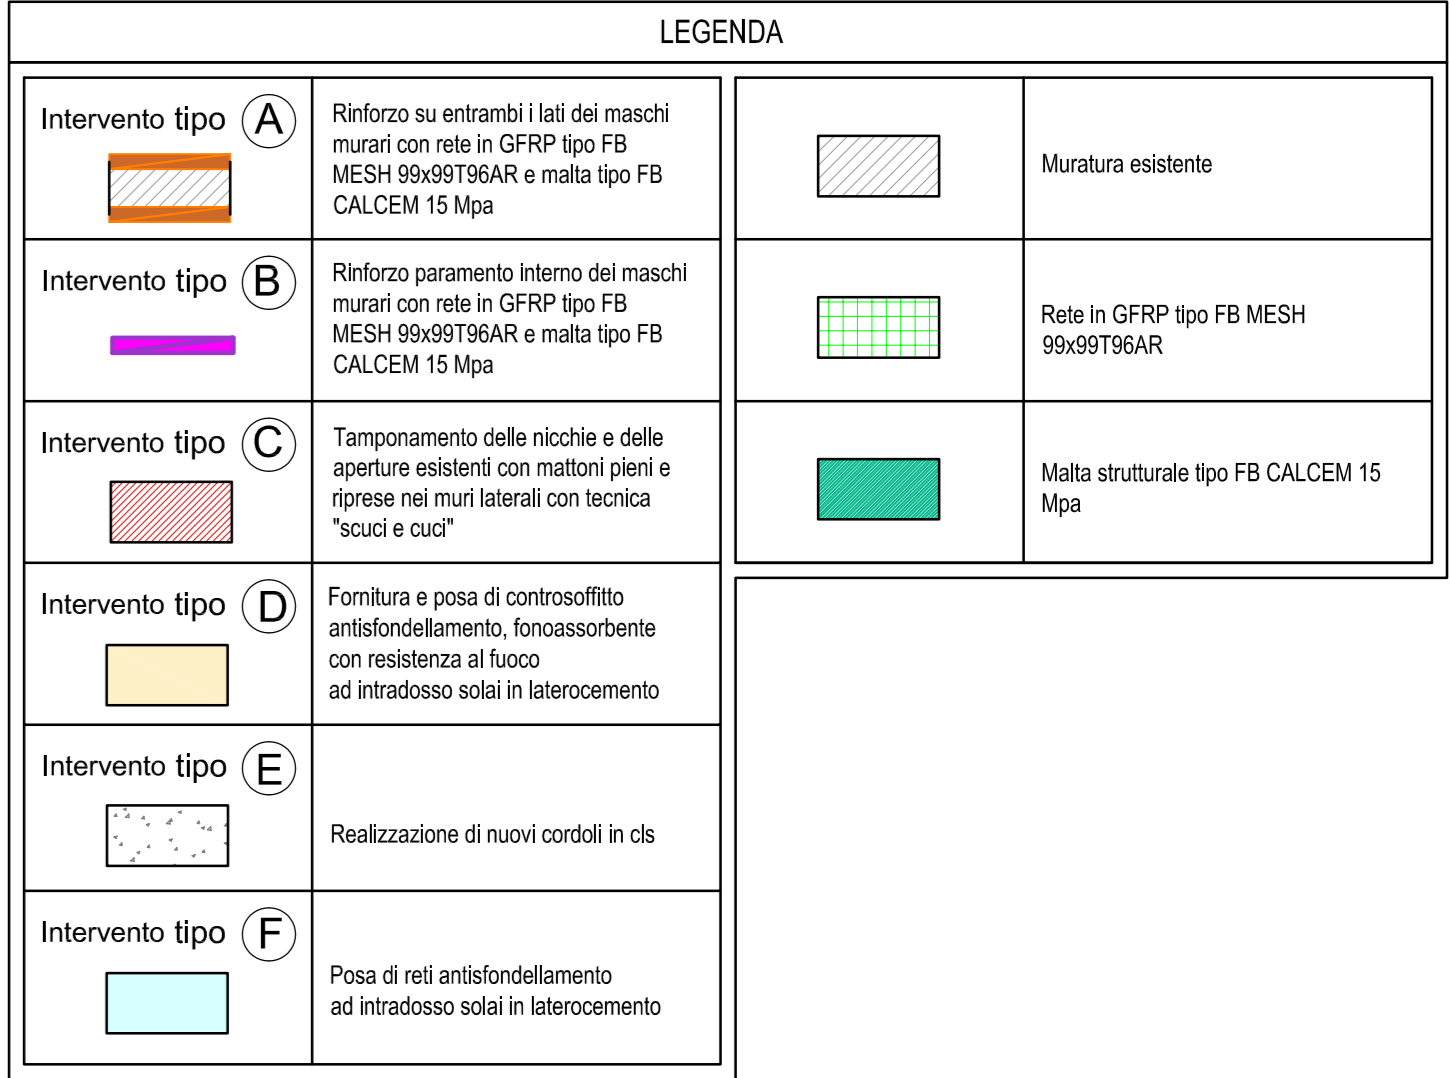 LEGENDA
Intervento tipo A
Rinforzo su entrambi i lati dei maschi
murari con rete in GFRP tipo FB
MESH 99x99T96AR e malta tipo FB
CALCEM 15 Mpa
Intervento tipo B
Rinforzo paramento interno dei maschi
murari con rete in GFRP tipo FB
MESH 99x99T96AR e malta tipo FB
CALCEM 15 Mpa
Intervento tipo C
Tamponamento delle nicchie e delle
aperture esistenti con mattoni pieni e
riprese nei muri laterali con tecnica
"scuci e cuci"
Intervento tipo D
Fornitura e posa di controsoffitto
antisfondellamento, fonoassorbente
con resistenza al fuoco
ad intradosso solai in laterocemento
Intervento tipo E
Realizzazione di nuovi cordoli in cls
Intervento tipo F
Posa di reti antisfondellamento
ad intradosso solai in laterocemento
Muratura esistente
Rete in GFRP tipo FB MESH
99x99T96AR
Malta strutturale tipo FB CALCEM 15
Mpa